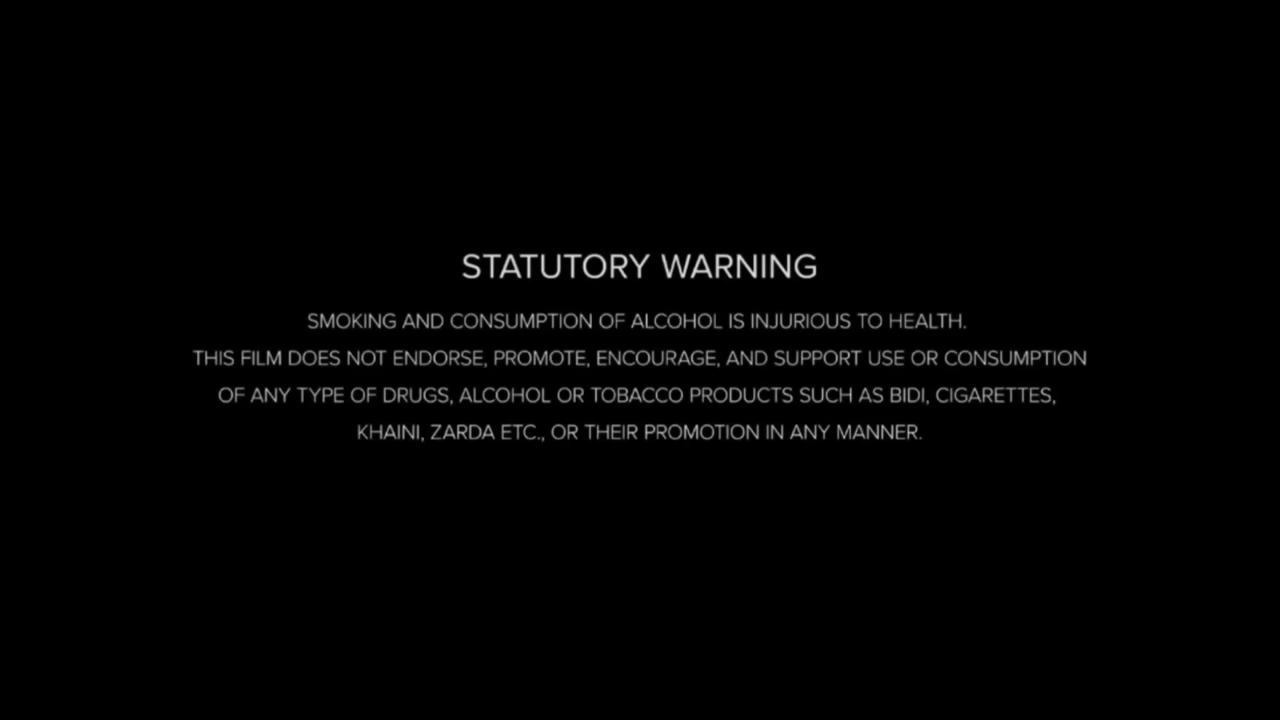 STATUTORY WARNING
SMOKING AND CONSUMPTION OF ALCOHOL IS INJURIOUS TO HEALTH.
THIS FILM DOES NOT ENDORSE, PROMOTE, ENCOURAGE, AND SUPPORT USE OR CONSUMPTION
OF ANY TYPE OF DRUGS, ALCOHOL OR TOBACCO PRODUCTS SUCH AS BIDI, CIGARETTES,
KHAINI, ZARDA ETC., OR THEIR PROMOTION IN ANY MANNER.